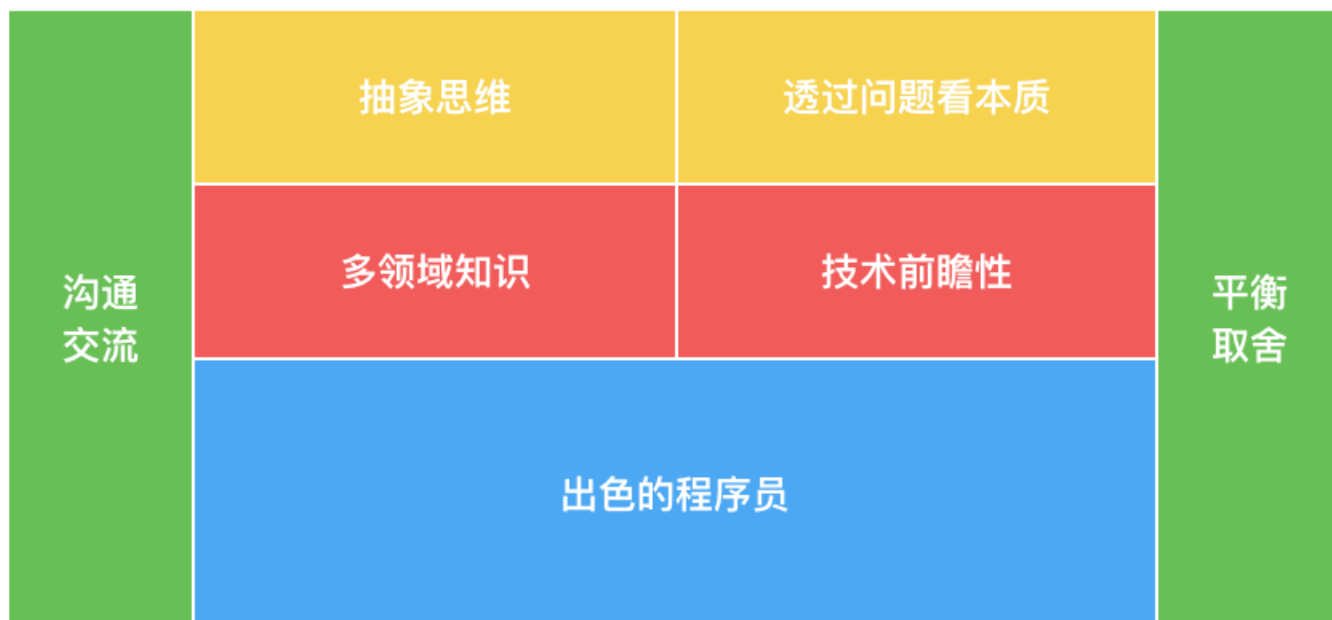 抽象思维
透过问题看本质
多领域知识
技术前瞻性
沟通
交流
平衡
取舍
出色的程序员